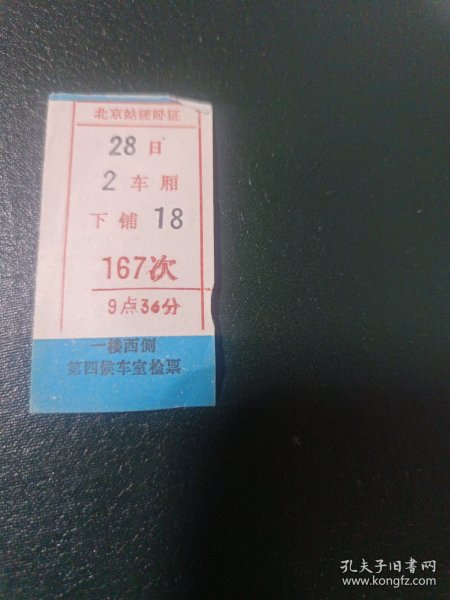 北京站硬卧证
28日
2车厢
下铺 18
167次
9点36分
一楼西侧
第四候车室检票
孔夫子旧书网
www.kongfz.com